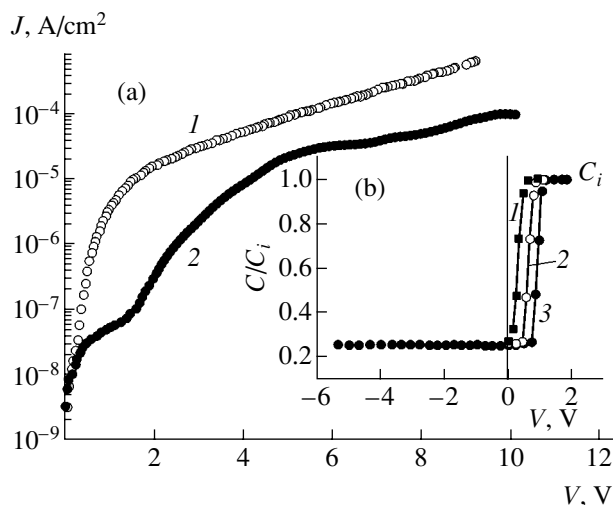 J, A/cm²
(a)
10⁻⁴
1
10⁻⁵
(b)
1.0
C_i
1
10⁻⁶
0.8
2
C/C_i
0.6
2
10⁻⁷
0.4
3
10⁻⁸
0.2
−6 −4 −2 0 2
V, V
10⁻⁹
2 4 6 8 10 12
V, V